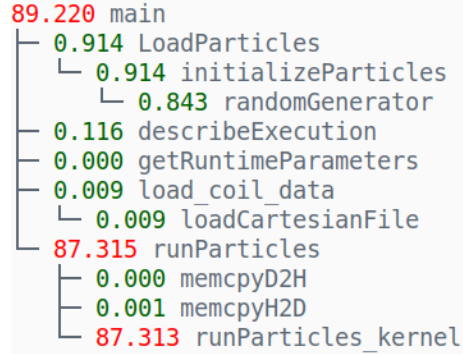 89.220 main
0.914 LoadParticles
0.914 initializeParticles
0.843 randomGenerator
0.116 describeExecution
0.000 getRuntimeParameters
0.009 load_coil_data
0.009 loadCartesianFile
87.315 runParticles
0.000 memcpyD2H
0.001 memcpyH2D
87.313 runParticles_kernel